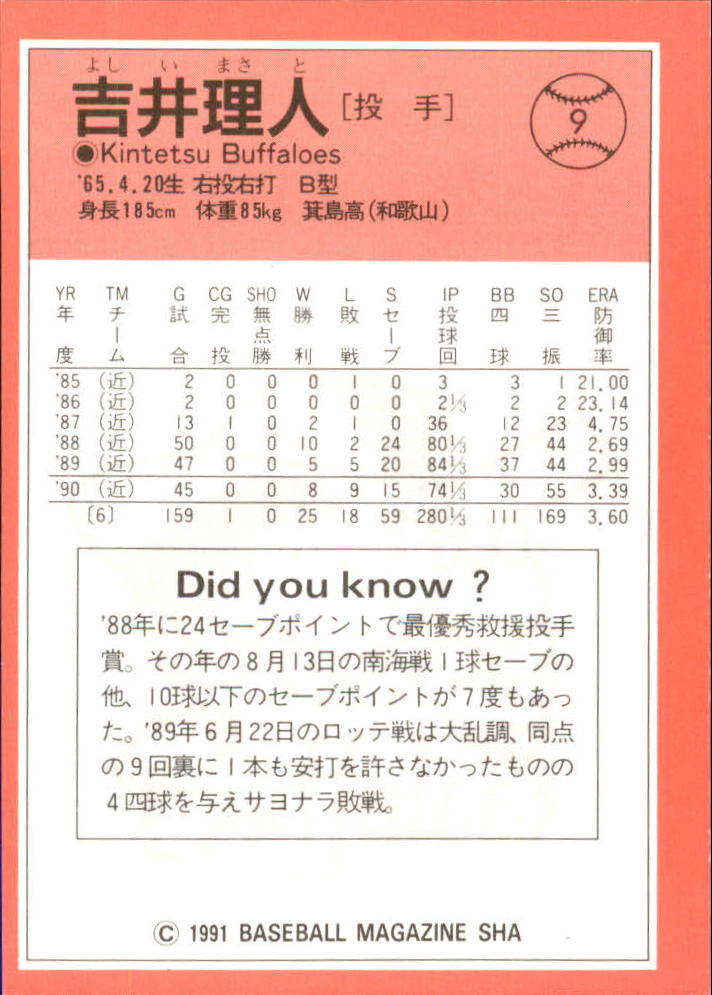 よし い まさ と
吉井理人 [投 手]
9
●Kintetsu Buffaloes
'65.4.20生 右投右打 B型
身長185cm 体重85kg 箕島高(和歌山)
YR TM G CG SHO W L S IP BB SO ERA
年度 チーム 試合 完投 無点勝 勝利 敗戦 セーブ 投球回 四球 三振 防御率
'85 (近) 2 0 0 0 1 0 3 3 1 21.00
'86 (近) 2 0 0 0 0 0 2⅓ 2 2 23.14
'87 (近) 13 1 0 2 1 0 36 12 23 4.75
'88 (近) 50 0 0 10 2 24 80⅓ 27 44 2.69
'89 (近) 47 0 0 5 5 20 84⅓ 37 44 2.99
'90 (近) 45 0 0 8 9 15 74⅓ 30 55 3.39
〔6〕 159 1 0 25 18 59 280⅓ 111 169 3.60
Did you know ?
'88年に24セーブポイントで最優秀救援投手
賞。その年の8月13日の南海戦1球セーブの
他、10球以下のセーブポイントが7度もあっ
た。'89年6月22日のロッテ戦は大乱調、同点
の9回裏に1本も安打を許さなかったものの
4四球を与えサヨナラ敗戦。
© 1991 BASEBALL MAGAZINE SHA